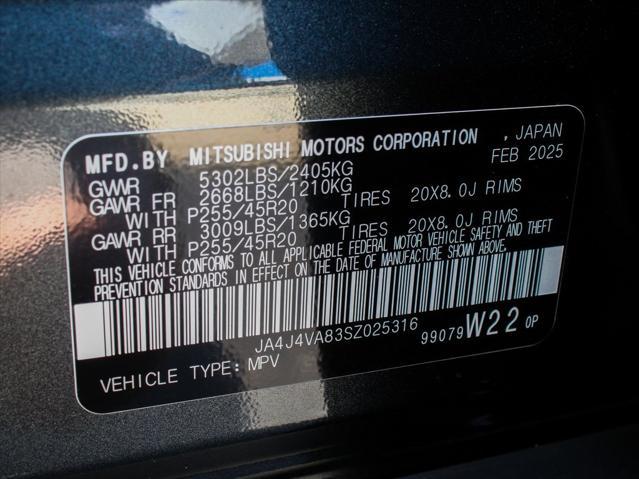 MFD.BY MITSUBISHI MOTORS CORPORATION , JAPAN
FEB 2025
GVWR 5302LBS/2405KG
GAWR FR 2668LBS/1210KG
WITH P255/45R20 TIRES 20X8.0J RIMS
GAWR RR 3009LBS/1365KG
WITH P255/45R20 TIRES 20X8.0J RIMS
THIS VEHICLE CONFORMS TO ALL APPLICABLE FEDERAL MOTOR VEHICLE SAFETY AND THEFT
PREVENTION STANDARDS IN EFFECT ON THE DATE OF MANUFACTURE SHOWN ABOVE.
JA4J4VA83SZ025316
99079 W22 0P
VEHICLE TYPE: MPV